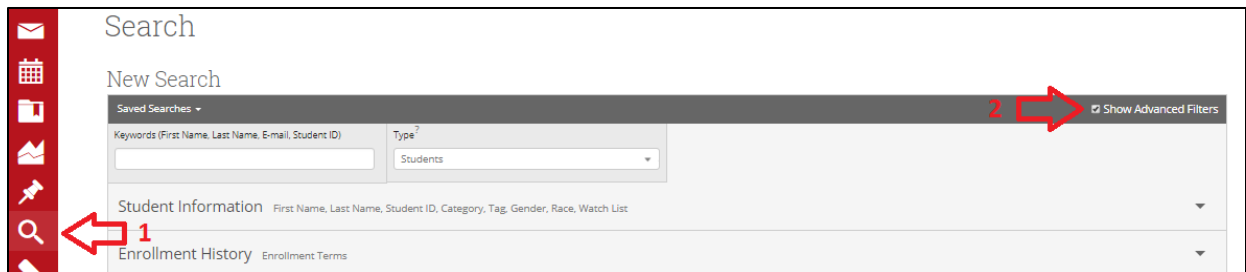 Search
New Search
Saved Searches
2
Show Advanced Filters
Keywords (First Name, Last Name, E-mail, Student ID)
Type?
Students
Student Information First Name, Last Name, Student ID, Category, Tag, Gender, Race, Watch List
1
Enrollment History Enrollment Terms